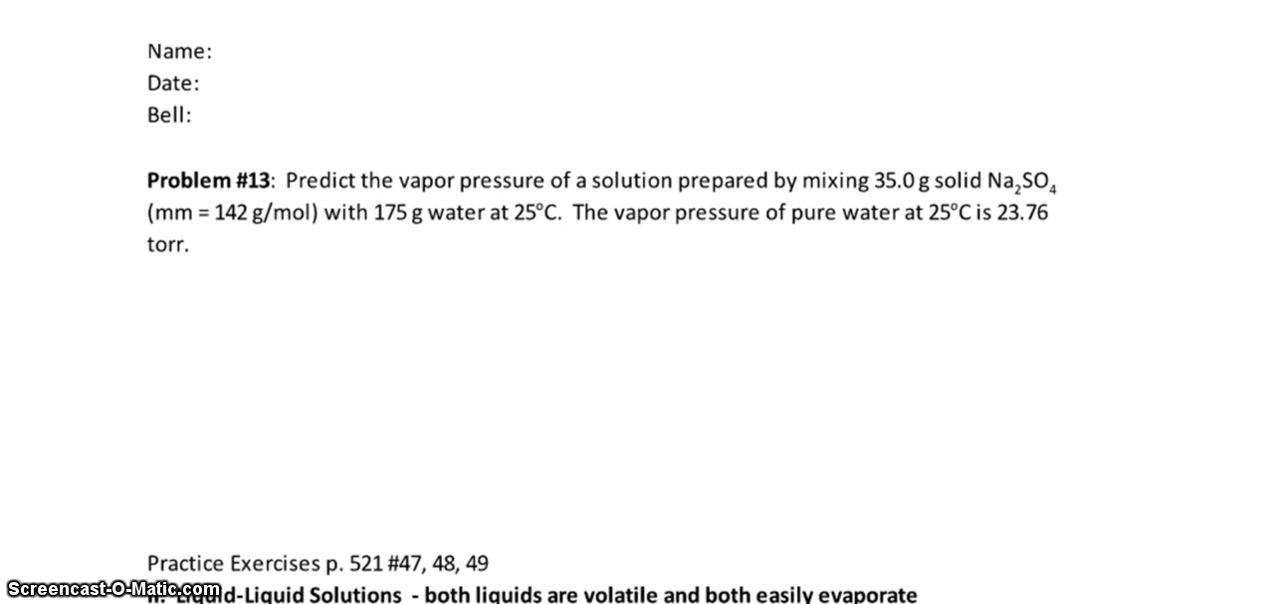 Name:
Date:
Bell:
Problem #13: Predict the vapor pressure of a solution prepared by mixing 35.0 g solid Na₂SO₄
(mm = 142 g/mol) with 175 g water at 25°C. The vapor pressure of pure water at 25°C is 23.76
torr.
Practice Exercises p. 521 #47, 48, 49
Screencast-O-Matic.com
II. Liquid-Liquid Solutions - both liquids are volatile and both easily evaporate